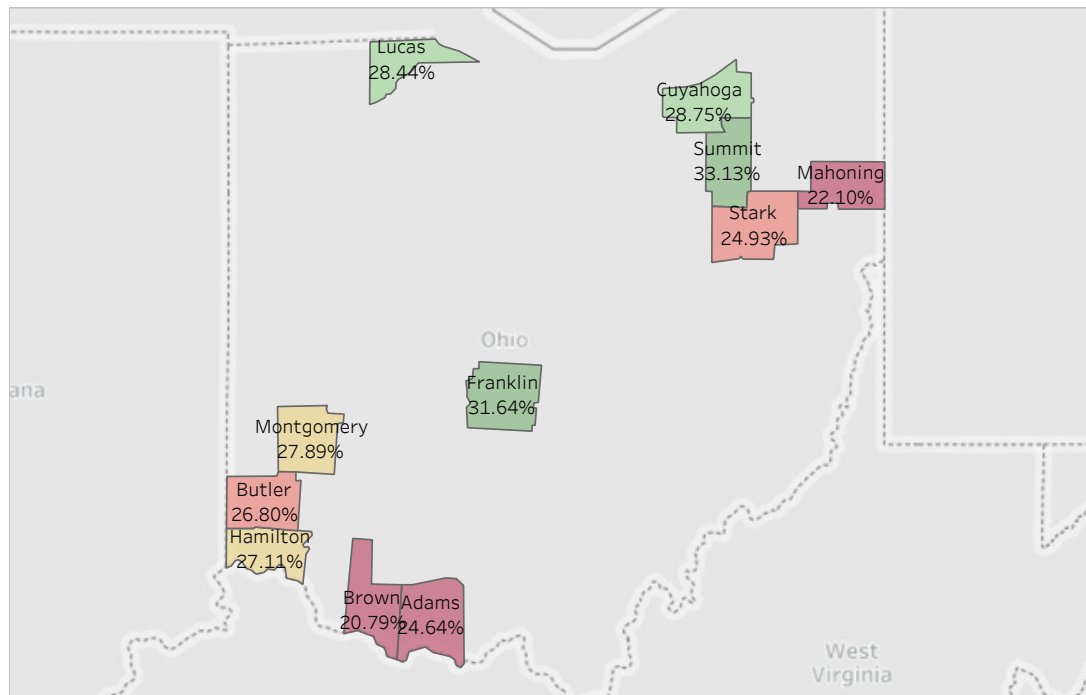 Lucas
28.44%
Cuyahoga
28.75%
Summit
33.13%
Mahoning
22.10%
Stark
24.93%
Ohio
Franklin
31.64%
ana
Montgomery
27.89%
Butler
26.80%
Hamilton
27.11%
Brown
20.79%
Adams
24.64%
West
Virginia